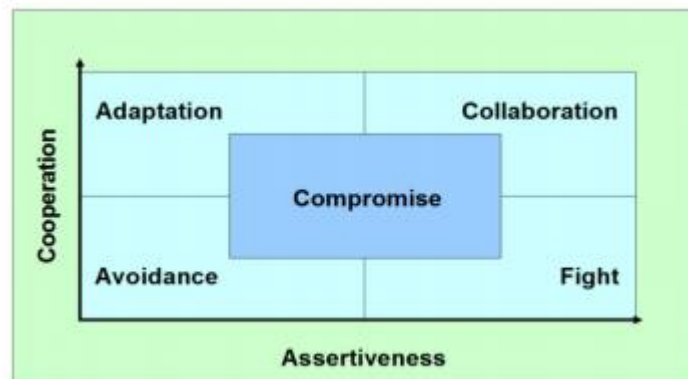 Adaptation
Collaboration
Cooperation
Compromise
Avoidance
Fight
Assertiveness